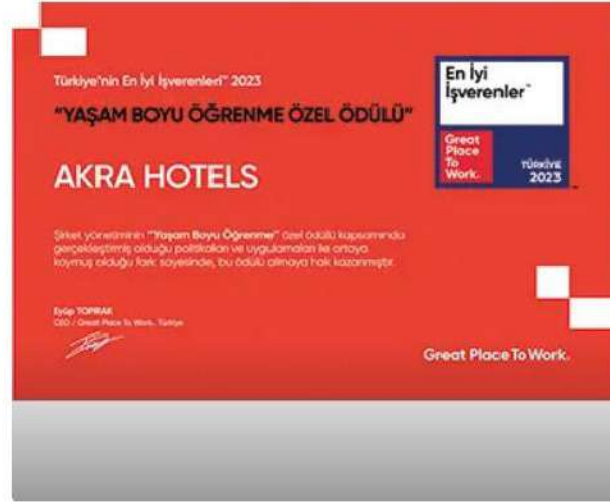 Türkiye'nin En İyi İşverenleri™ 2023
"YAŞAM BOYU ÖĞRENME ÖZEL ÖDÜLÜ"
AKRA HOTELS
Şirket yönetiminin "Yaşam Boyu Öğrenme" özel ödülü kapsamında
gerçekleştirmiş olduğu politikaları ve uygulamaları ile ortaya
koymuş olduğu fark sayesinde, bu ödülü almaya hak kazanmıştır.
Eyüp TOPRAK
CEO / Great Place To Work, Türkiye
En İyi
İşverenler™
Great
Place
To
Work.
TÜRKİYE
2023
Great Place To Work.